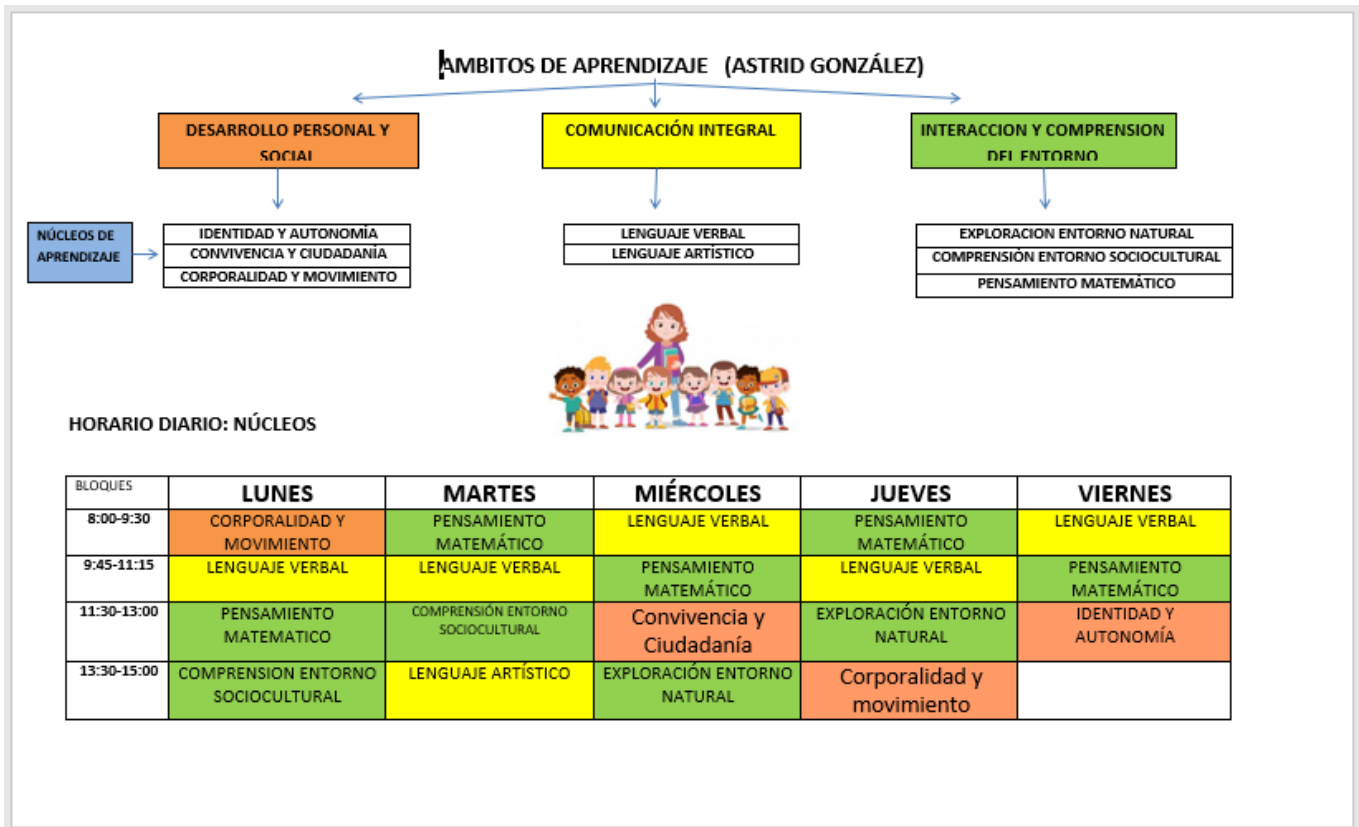 AMBITOS DE APRENDIZAJE (ASTRID GONZÁLEZ)
DESARROLLO PERSONAL Y
SOCIAL
COMUNICACIÓN INTEGRAL
INTERACCION Y COMPRENSION
DEL ENTORNO
NÚCLEOS DE
APRENDIZAJE
IDENTIDAD Y AUTONOMÍA
CONVIVENCIA Y CIUDADANÍA
CORPORALIDAD Y MOVIMIENTO
LENGUAJE VERBAL
LENGUAJE ARTÍSTICO
EXPLORACION ENTORNO NATURAL
COMPRENSIÓN ENTORNO SOCIOCULTURAL
PENSAMIENTO MATEMÁTICO
HORARIO DIARIO: NÚCLEOS
BLOQUES
LUNES
MARTES
MIÉRCOLES
JUEVES
VIERNES
8:00-9:30
CORPORALIDAD Y
MOVIMIENTO
PENSAMIENTO
MATEMÁTICO
LENGUAJE VERBAL
PENSAMIENTO
MATEMÁTICO
LENGUAJE VERBAL
9:45-11:15
LENGUAJE VERBAL
LENGUAJE VERBAL
PENSAMIENTO
MATEMÁTICO
LENGUAJE VERBAL
PENSAMIENTO
MATEMÁTICO
11:30-13:00
PENSAMIENTO
MATEMATICO
COMPRENSIÓN ENTORNO
SOCIOCULTURAL
Convivencia y
Ciudadanía
EXPLORACIÓN ENTORNO
NATURAL
IDENTIDAD Y
AUTONOMÍA
13:30-15:00
COMPRENSION ENTORNO
SOCIOCULTURAL
LENGUAJE ARTÍSTICO
EXPLORACIÓN ENTORNO
NATURAL
Corporalidad y
movimiento